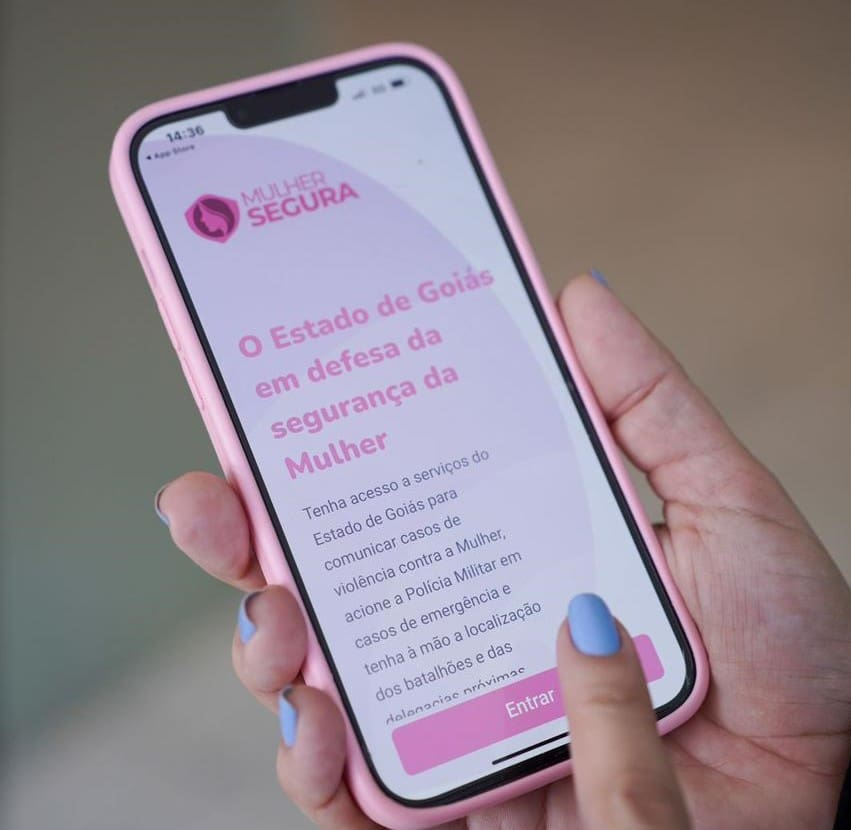 14:36
◀ App Store
MULHER
SEGURA
O Estado de Goiás
em defesa da
segurança da
Mulher
Tenha acesso a serviços do
Estado de Goiás para
comunicar casos de
violência contra a Mulher,
acione a Polícia Militar em
casos de emergência e
tenha à mão a localização
dos batalhões e das
delegacias próximas
Entrar